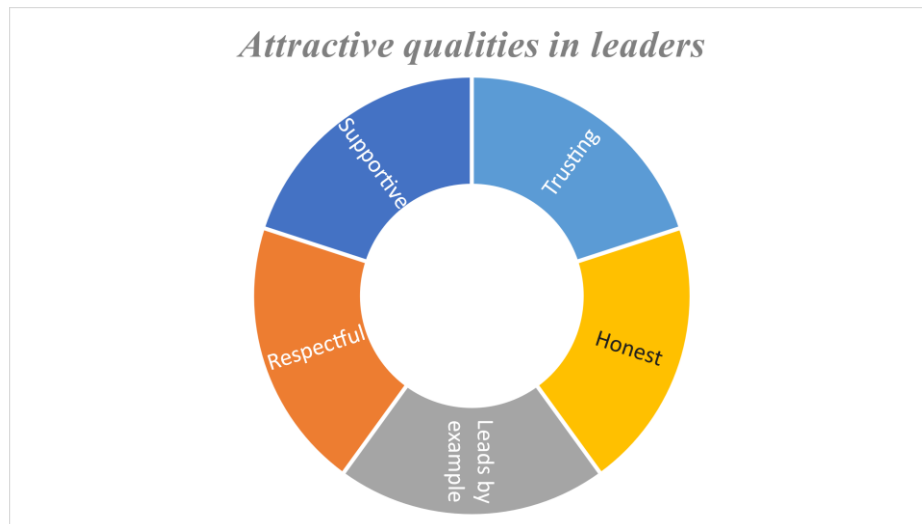 Attractive qualities in leaders
Supportive
Trusting
Respectful
Honest
Leads by
example